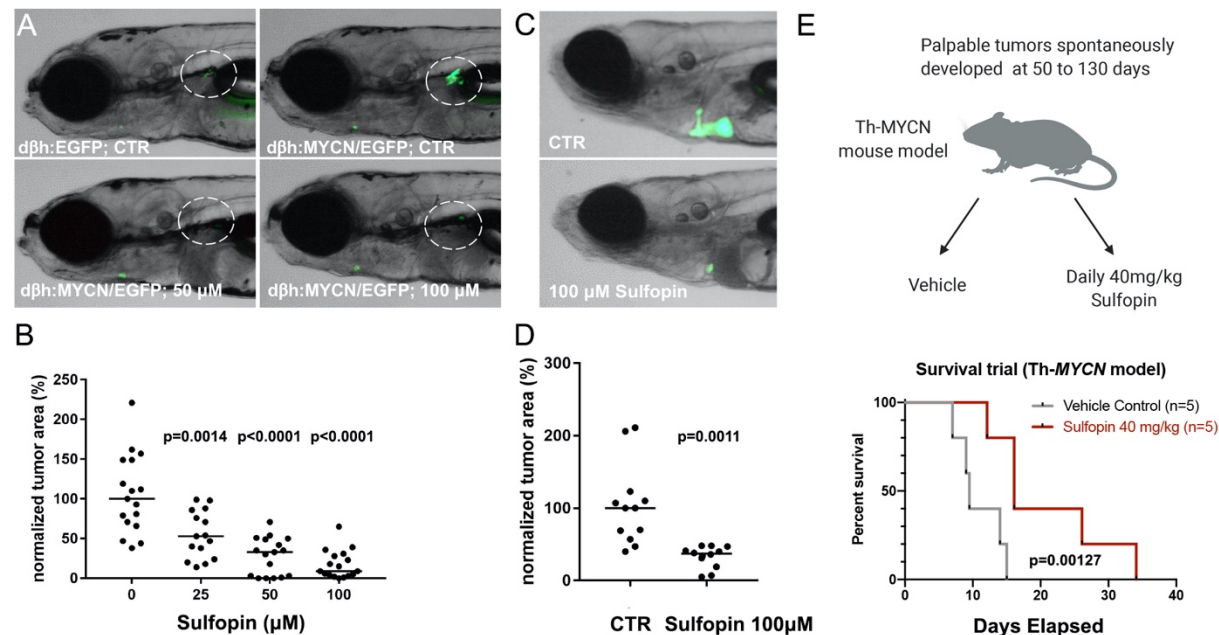 A
dβh:EGFP; CTR
dβh:MYCN/EGFP; CTR
dβh:MYCN/EGFP; 50 µM
dβh:MYCN/EGFP; 100 µM
B
normalized tumor area (%)
250
200
150
100
50
0
p=0.0014
p<0.0001
p<0.0001
0
25
50
100
Sulfopin (µM)
C
CTR
100 µM Sulfopin
D
normalized tumor area (%)
300
200
100
0
p=0.0011
CTR
Sulfopin 100µM
E
Palpable tumors spontaneously
developed at 50 to 130 days
Th-MYCN
mouse model
Vehicle
Daily 40mg/kg
Sulfopin
Survival trial (Th-MYCN model)
Percent survival
100
50
0
Vehicle Control (n=5)
Sulfopin 40 mg/kg (n=5)
p=0.00127
0
10
20
30
40
Days Elapsed